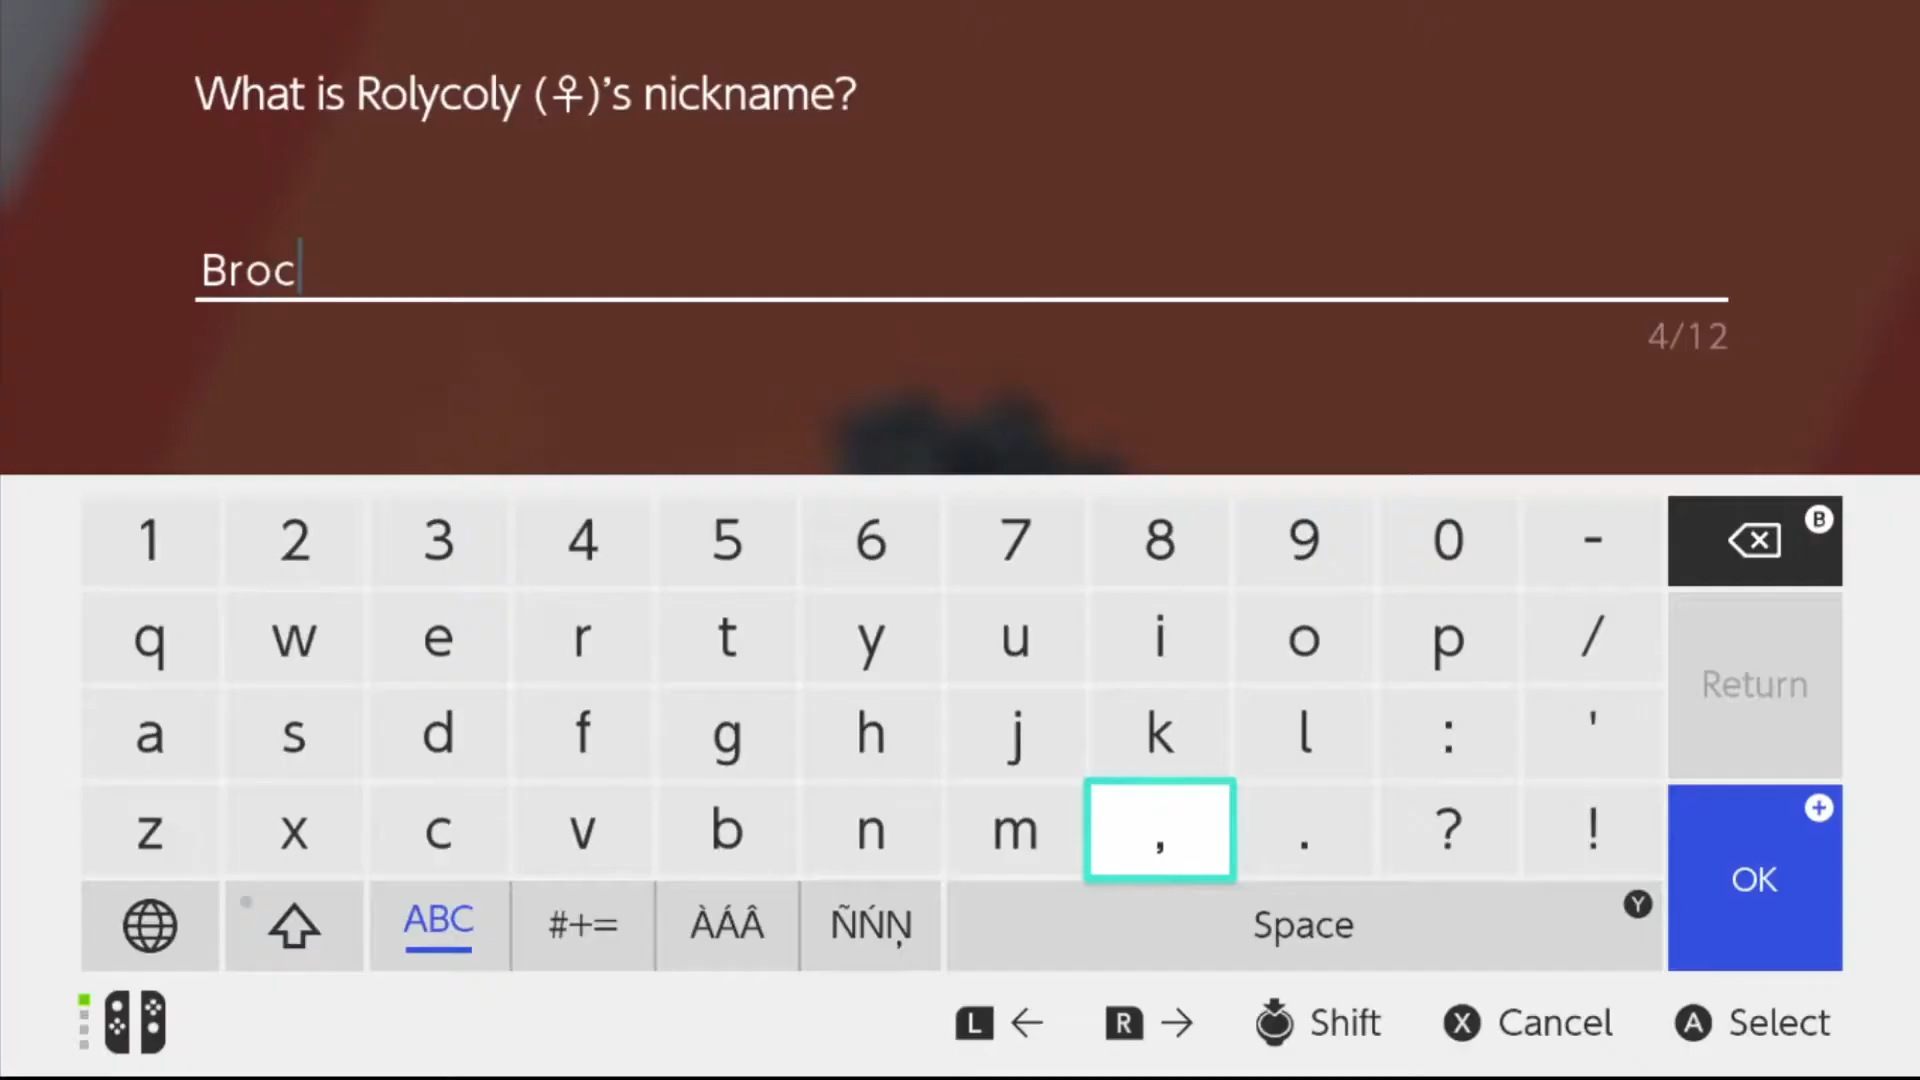 What is Rolycoly (♀)'s nickname?
Broc
4/12
1 2 3 4 5 6 7 8 9 0 - B
q w e r t y u i o p /
Return
a s d f g h j k l : '
z x c v b n m , . ? ! +
OK
ABC #+= ÀÁÂ ÑŃŅ Space Y
L ← R → Shift X Cancel A Select